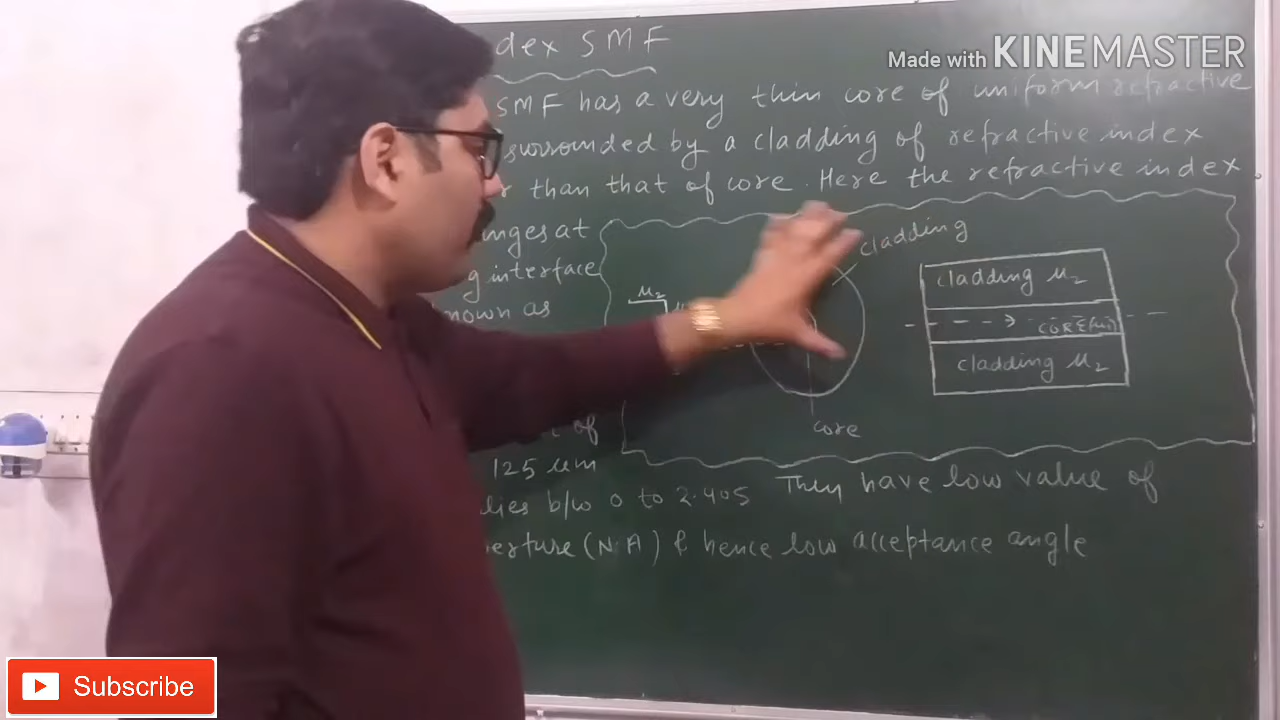 dex SMF
Made with KINEMASTER
SMF has a very thin core of uniform refractive
surrounded by a cladding of refractive index
than that of core. Here the refractive index
nges at
cladding
g interface
μ2
nown as
cladding μ2
CORE(μ1)
cladding μ2
core
of
125 μm
lies b/w 0 to 2.405 They have low value of
perture (N.A) & hence low acceptance angle
Subscribe